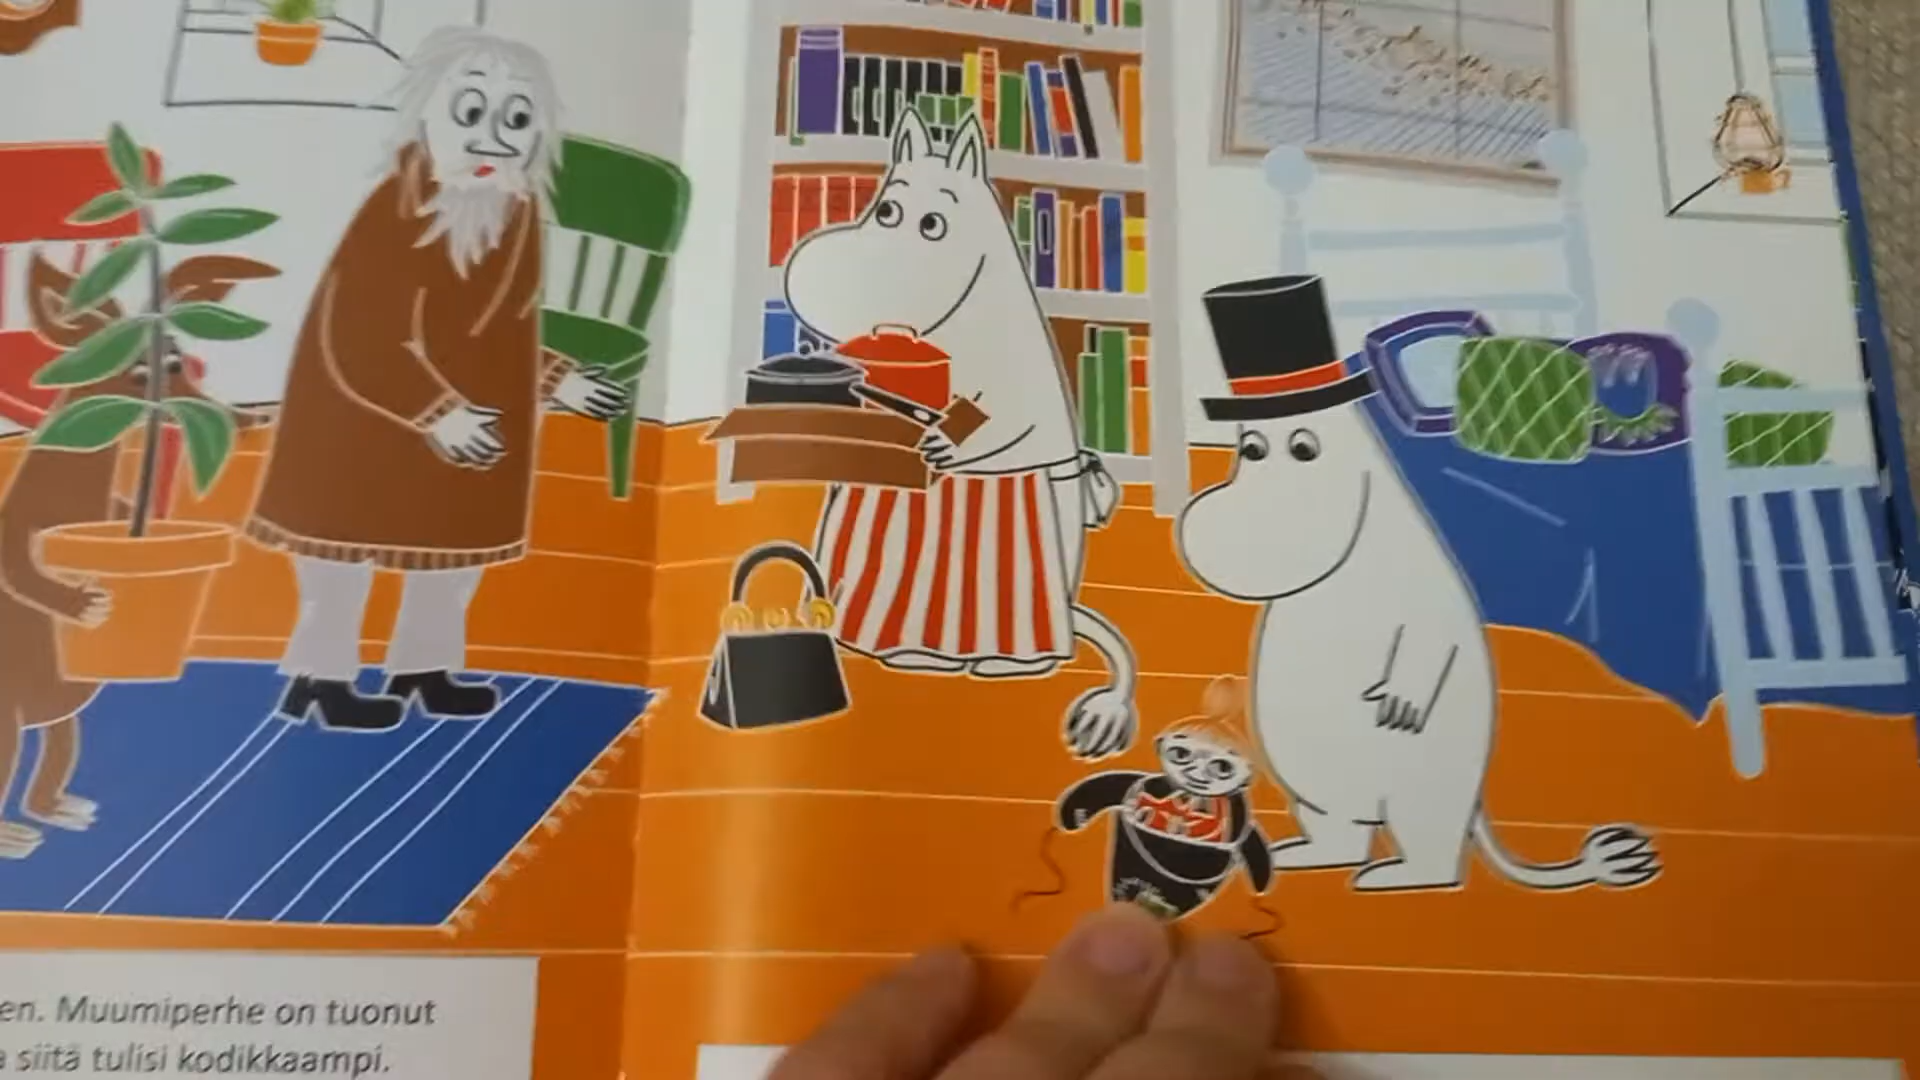 en. Muumiperhe on tuonut
siitä tulisi kodikkaampi.